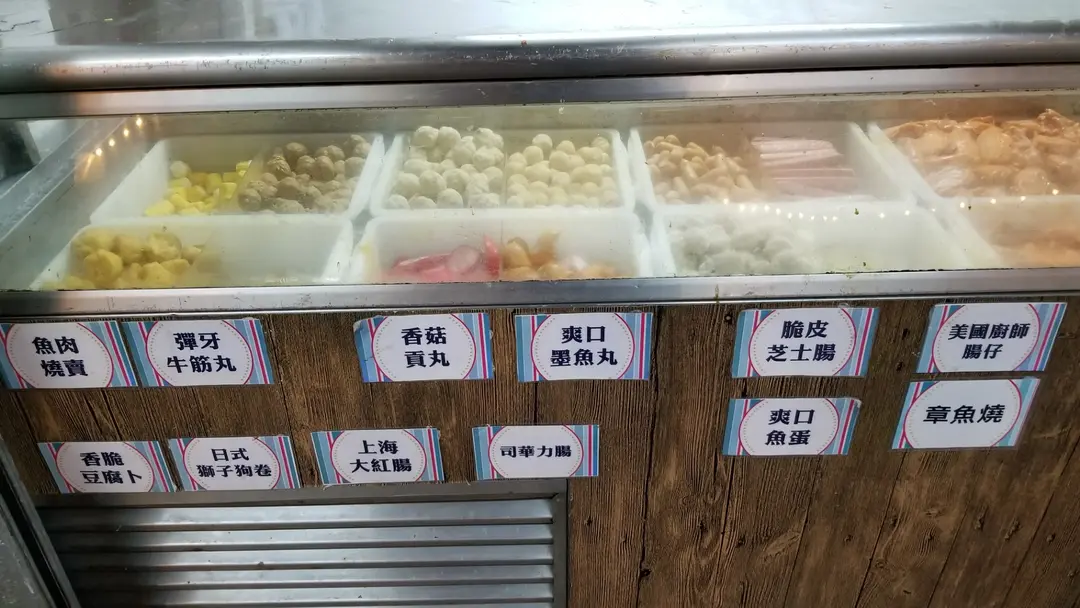 魚肉
燒賣
彈牙
牛筋丸
香菇
貢丸
爽口
墨魚丸
脆皮
芝士腸
美國廚師
腸仔
爽口
魚蛋
章魚燒
香脆
豆腐卜
日式
獅子狗卷
上海
大紅腸
司華力腸